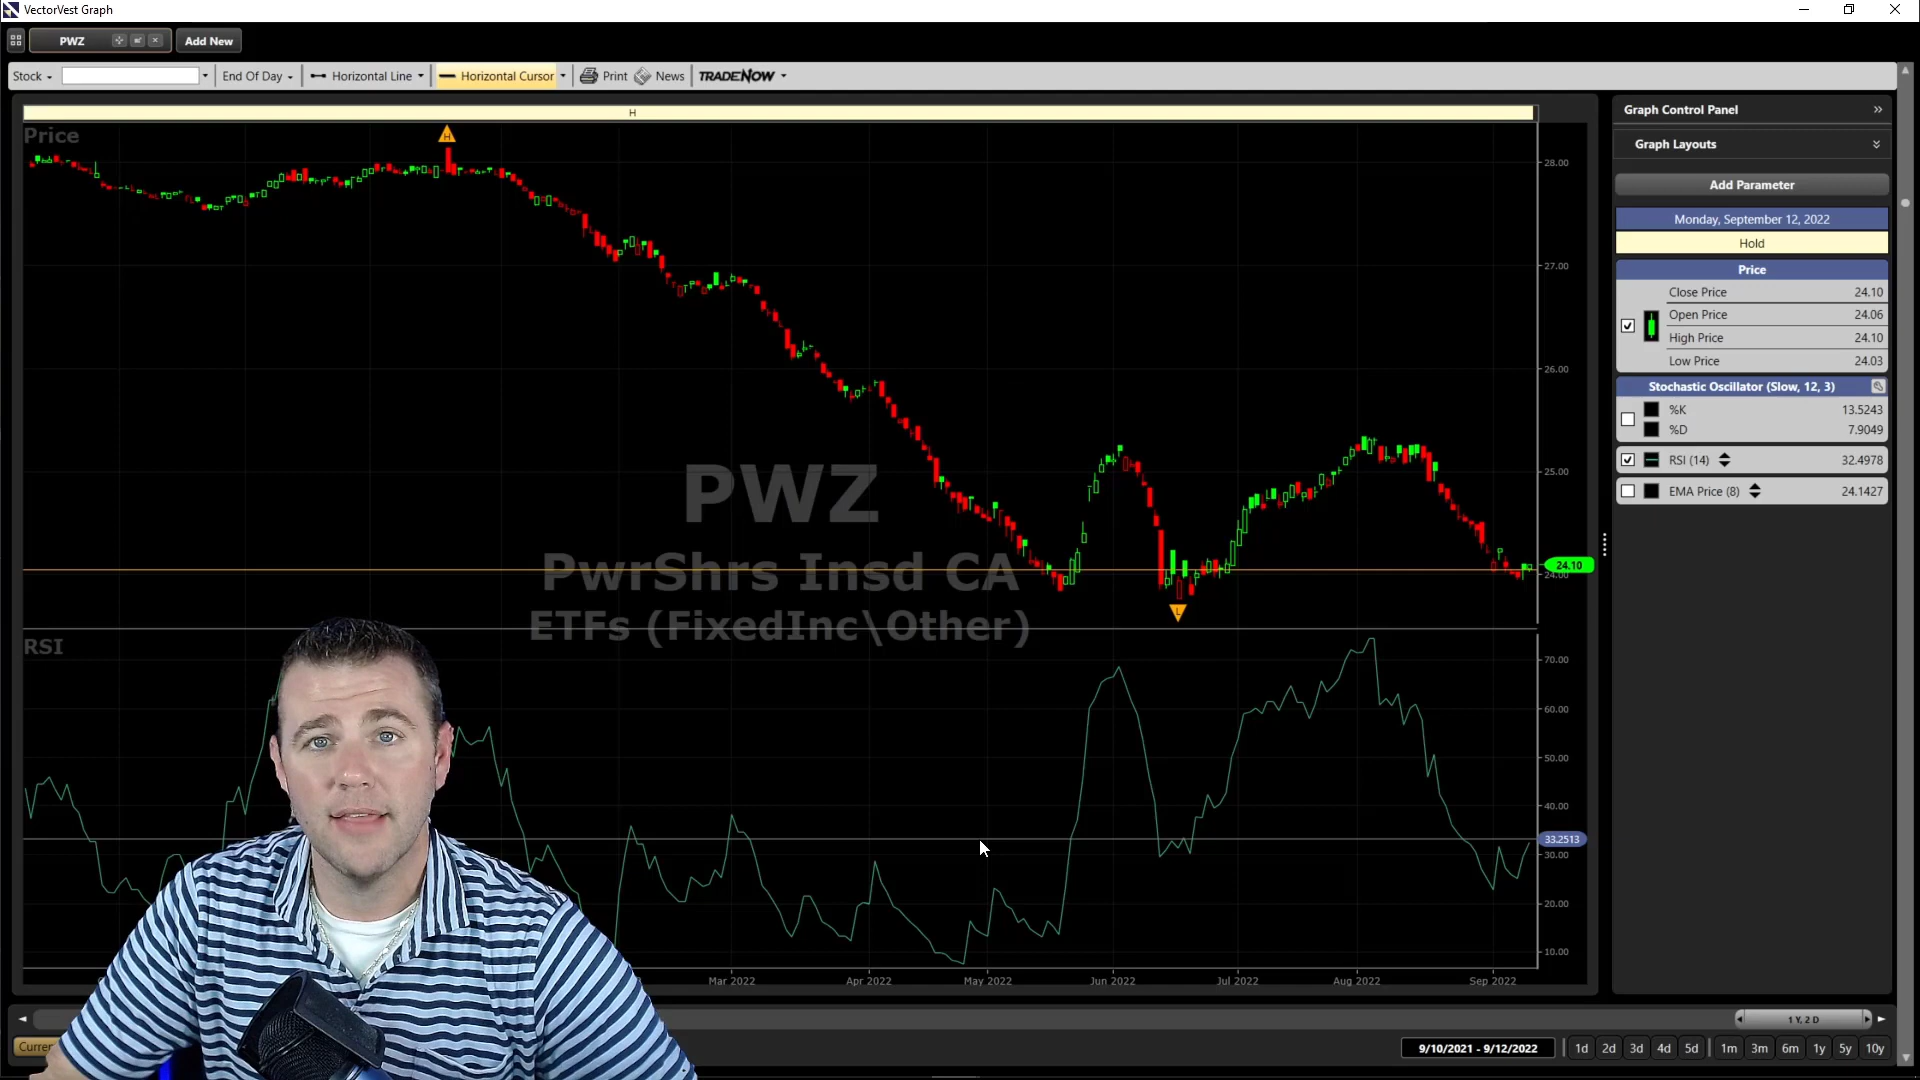 VectorVest Graph
PWZ
Add New
Stock
End Of Day
Horizontal Line
Horizontal Cursor
Print
News
TRADENOW
H
Price
H
28.00
27.00
26.00
25.00
24.00
24.10
PWZ
PwrShrs Insd CA
ETFs (FixedInc\Other)
L
RSI
70.00
60.00
50.00
40.00
33.2513
30.00
20.00
10.00
Mar 2022
Apr 2022
May 2022
Jun 2022
Jul 2022
Aug 2022
Sep 2022
1 Y, 2 D
9/10/2021 - 9/12/2022
1d 2d 3d 4d 5d 1m 3m 6m 1y 5y 10y
Graph Control Panel
Graph Layouts
Add Parameter
Monday, September 12, 2022
Hold
Price
Close Price 24.10
Open Price 24.06
High Price 24.10
Low Price 24.03
Stochastic Oscillator (Slow, 12, 3)
%K 13.5243
%D 7.9049
RSI (14) 32.4978
EMA Price (8) 24.1427